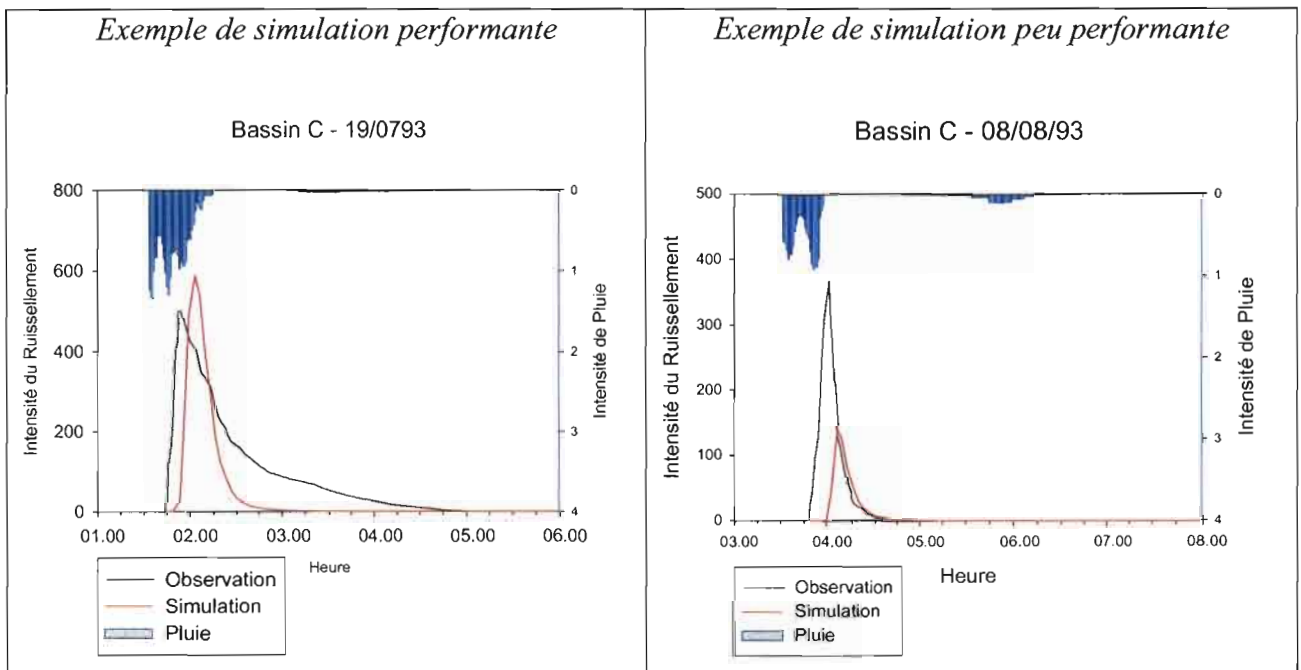 Exemple de simulation performante
Bassin C - 19/0793
800
600
400
200
0
Intensité du Ruissellement
0
1
2
3
4
Intensité de Pluie
01.00 02.00 03.00 04.00 05.00 06.00
Heure
Observation
Simulation
Pluie
Exemple de simulation peu performante
Bassin C - 08/08/93
500
400
300
200
100
0
Intensité du Ruissellement
0
1
2
3
4
Intensité de Pluie
03.00 04.00 05.00 06.00 07.00 08.00
Heure
Observation
Simulation
Pluie